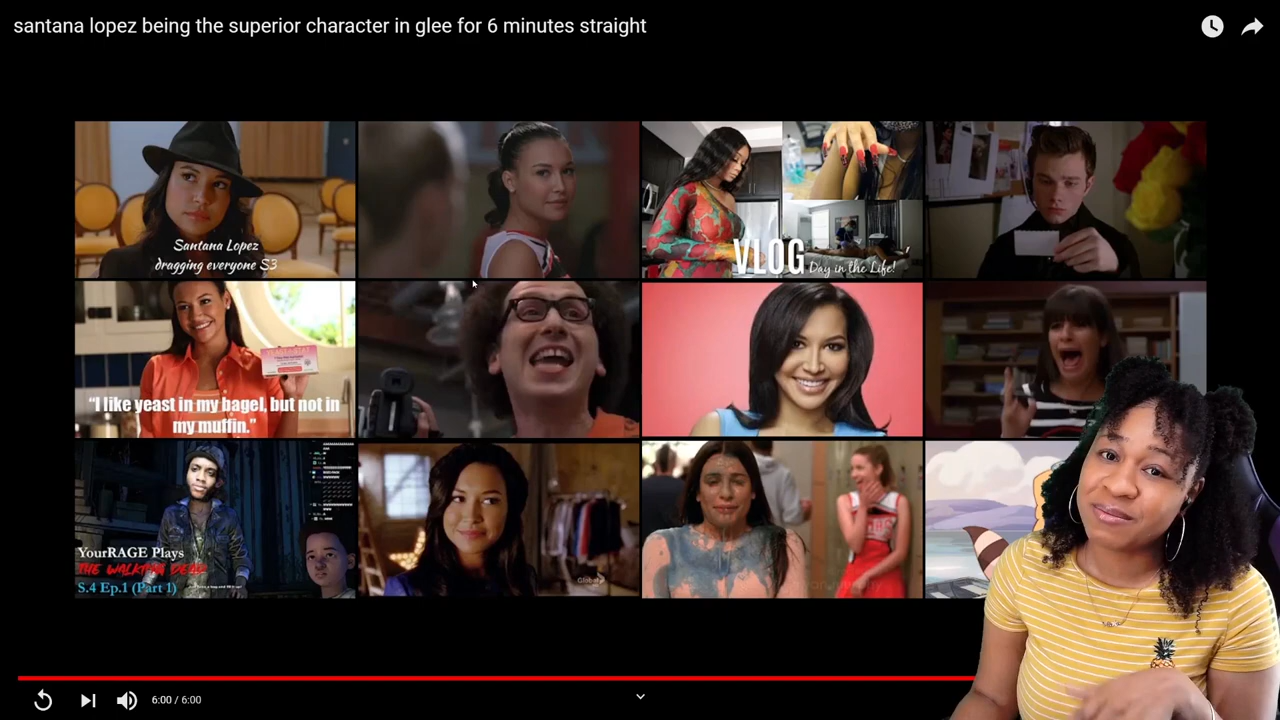 santana lopez being the superior character in glee for 6 minutes straight
Santana Lopez
dragging everyone S3
VLOG Day in the Life!
"I like yeast in my bagel, but not in
my muffin."
YourRAGE Plays
THE WALKING DEAD
S.4 Ep.1 (Part 1)
Global
6:00 / 6:00